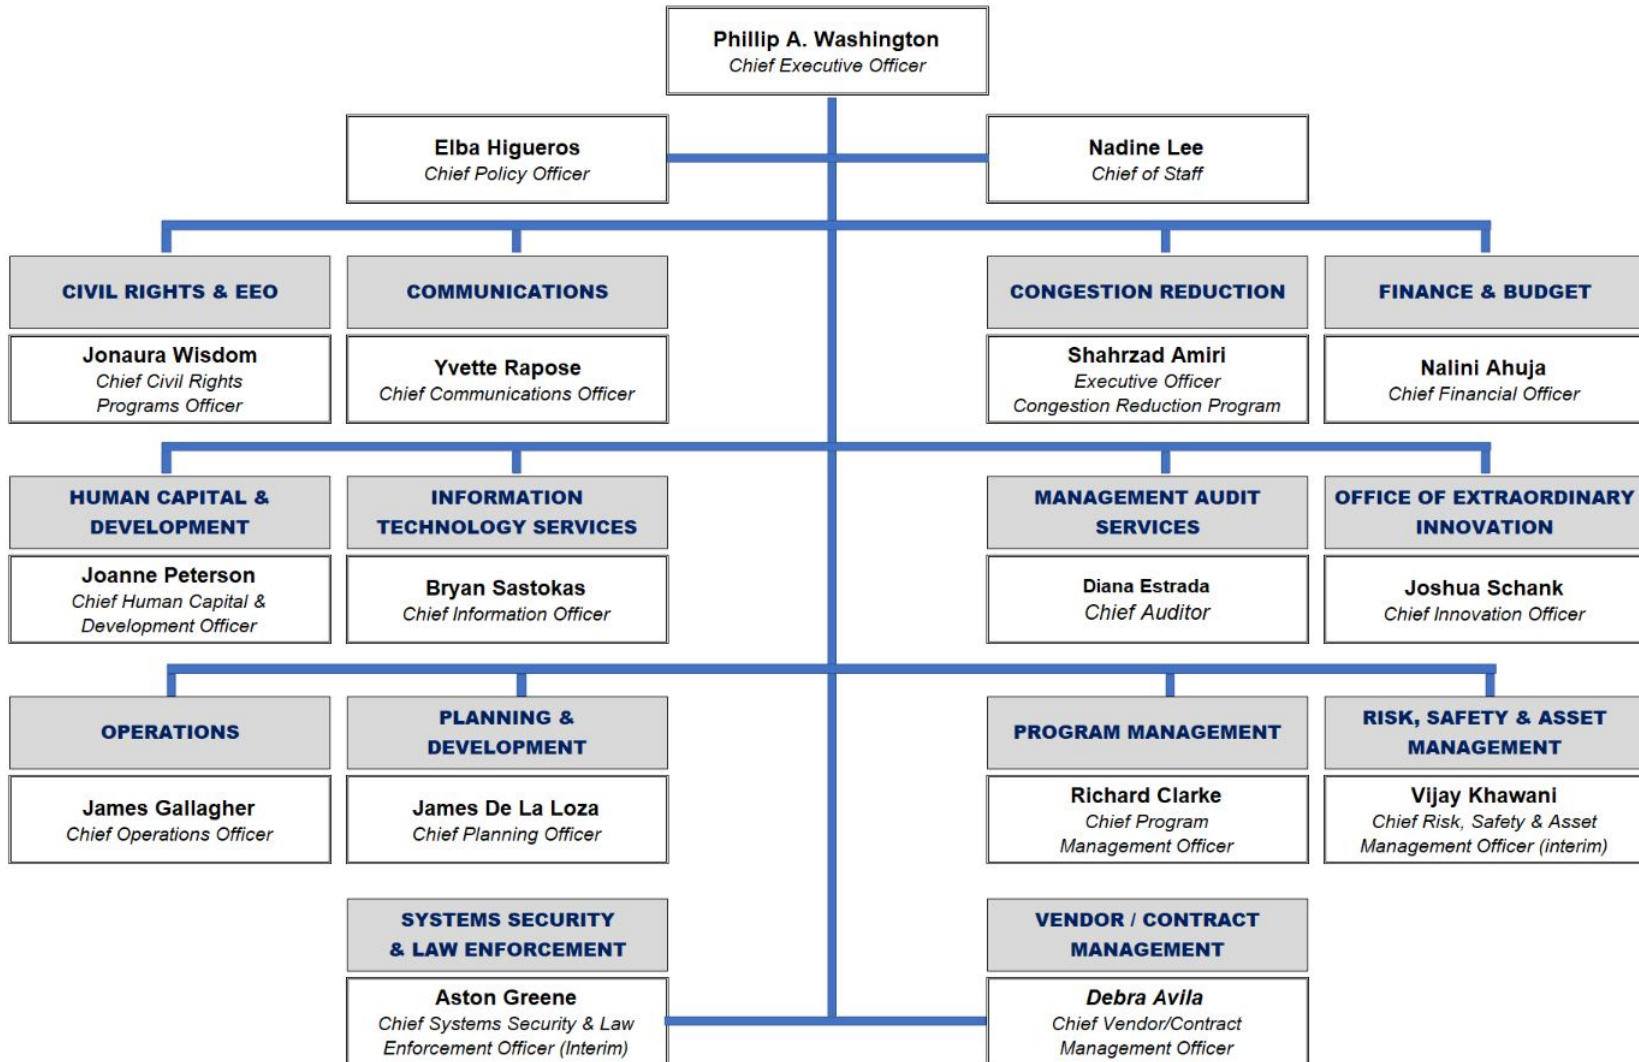 Phillip A. Washington
Chief Executive Officer
Elba Higueros
Chief Policy Officer
Nadine Lee
Chief of Staff
CIVIL RIGHTS & EEO
Jonaura Wisdom
Chief Civil Rights
Programs Officer
COMMUNICATIONS
Yvette Rapose
Chief Communications Officer
CONGESTION REDUCTION
Shahrzad Amiri
Executive Officer
Congestion Reduction Program
FINANCE & BUDGET
Nalini Ahuja
Chief Financial Officer
HUMAN CAPITAL &
DEVELOPMENT
Joanne Peterson
Chief Human Capital &
Development Officer
INFORMATION
TECHNOLOGY SERVICES
Bryan Sastokas
Chief Information Officer
MANAGEMENT AUDIT
SERVICES
Diana Estrada
Chief Auditor
OFFICE OF EXTRAORDINARY
INNOVATION
Joshua Schank
Chief Innovation Officer
OPERATIONS
James Gallagher
Chief Operations Officer
PLANNING &
DEVELOPMENT
James De La Loza
Chief Planning Officer
PROGRAM MANAGEMENT
Richard Clarke
Chief Program
Management Officer
RISK, SAFETY & ASSET
MANAGEMENT
Vijay Khawani
Chief Risk, Safety & Asset
Management Officer (interim)
SYSTEMS SECURITY
& LAW ENFORCEMENT
Aston Greene
Chief Systems Security & Law
Enforcement Officer (Interim)
VENDOR / CONTRACT
MANAGEMENT
Debra Avila
Chief Vendor/Contract
Management Officer